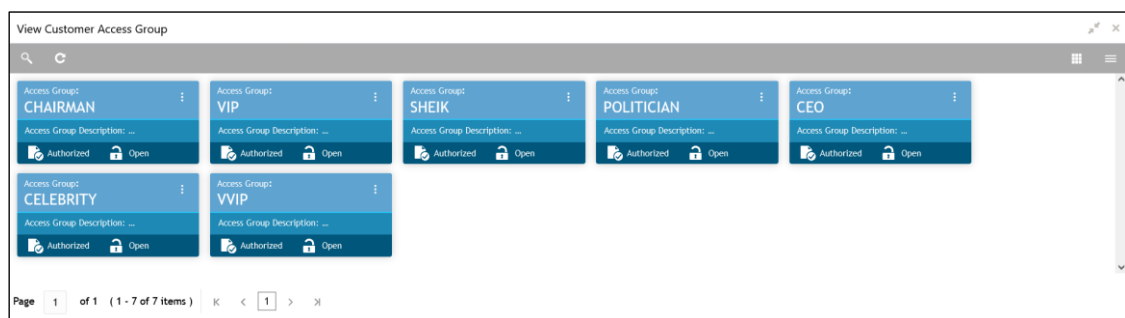 View Customer Access Group
Access Group:
CHAIRMAN
Access Group Description: ...
Authorized Open
Access Group:
VIP
Access Group Description: ...
Authorized Open
Access Group:
SHEIK
Access Group Description: ...
Authorized Open
Access Group:
POLITICIAN
Access Group Description: ...
Authorized Open
Access Group:
CEO
Access Group Description: ...
Authorized Open
Access Group:
CELEBRITY
Access Group Description: ...
Authorized Open
Access Group:
VVIP
Access Group Description: ...
Authorized Open
Page 1 of 1 ( 1 - 7 of 7 items ) 1